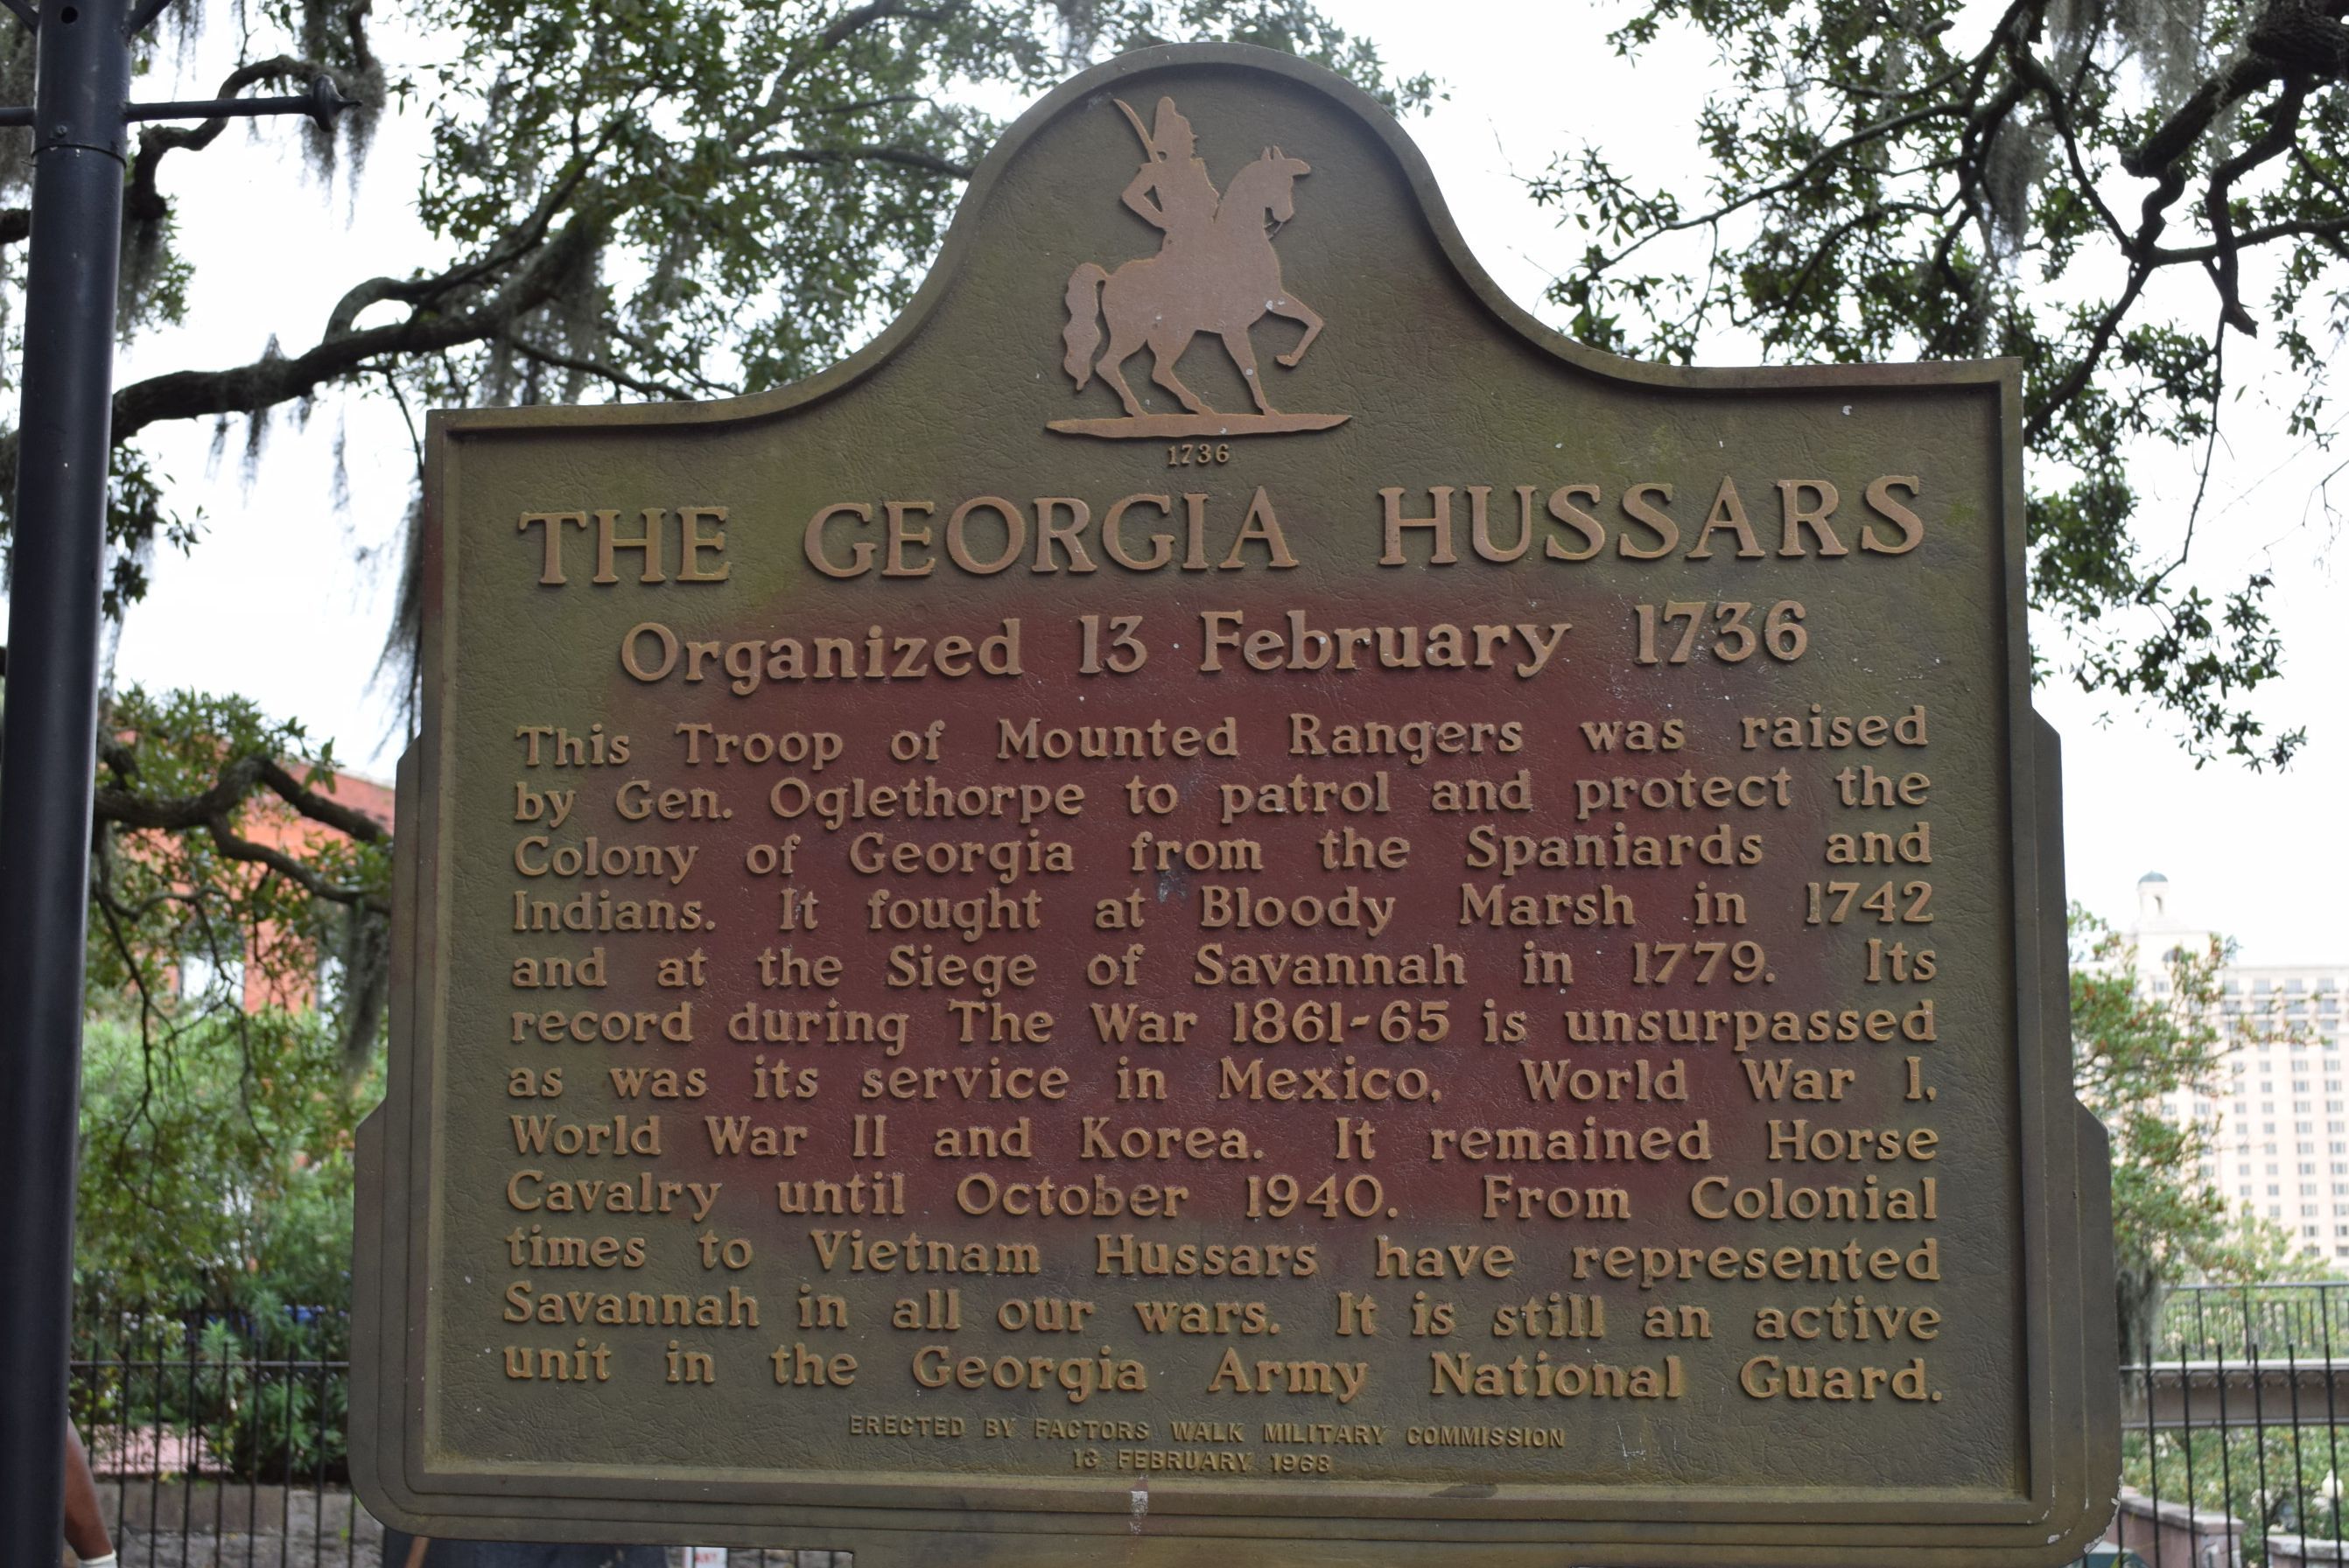 1736
THE GEORGIA HUSSARS
Organized 13 February 1736
This Troop of Mounted Rangers was raised
by Gen. Oglethorpe to patrol and protect the
Colony of Georgia from the Spaniards and
Indians. It fought at Bloody Marsh in 1742
and at the Siege of Savannah in 1779. Its
record during The War 1861-65 is unsurpassed
as was its service in Mexico, World War I,
World War II and Korea. It remained Horse
Cavalry until October 1940. From Colonial
times to Vietnam Hussars have represented
Savannah in all our wars. It is still an active
unit in the Georgia Army National Guard.
ERECTED BY FACTORS WALK MILITARY COMMISSION
13 FEBRUARY 1968